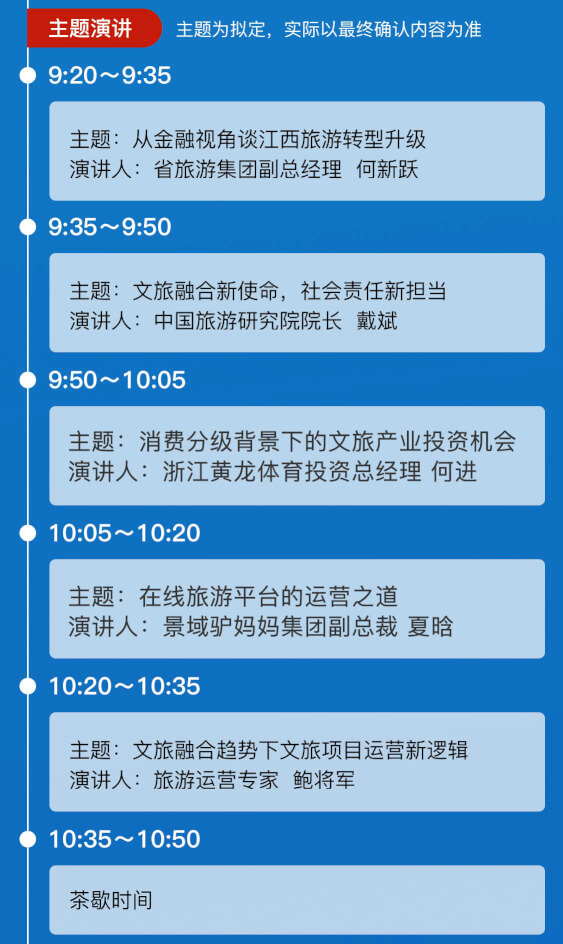 主题演讲 主题为拟定，实际以最终确认内容为准
9:20～9:35
主题：从金融视角谈江西旅游转型升级
演讲人：省旅游集团副总经理 何新跃
9:35～9:50
主题：文旅融合新使命，社会责任新担当
演讲人：中国旅游研究院院长 戴斌
9:50～10:05
主题：消费分级背景下的文旅产业投资机会
演讲人：浙江黄龙体育投资总经理 何进
10:05～10:20
主题：在线旅游平台的运营之道
演讲人：景域驴妈妈集团副总裁 夏晗
10:20～10:35
主题：文旅融合趋势下文旅项目运营新逻辑
演讲人：旅游运营专家 鲍将军
10:35～10:50
茶歇时间